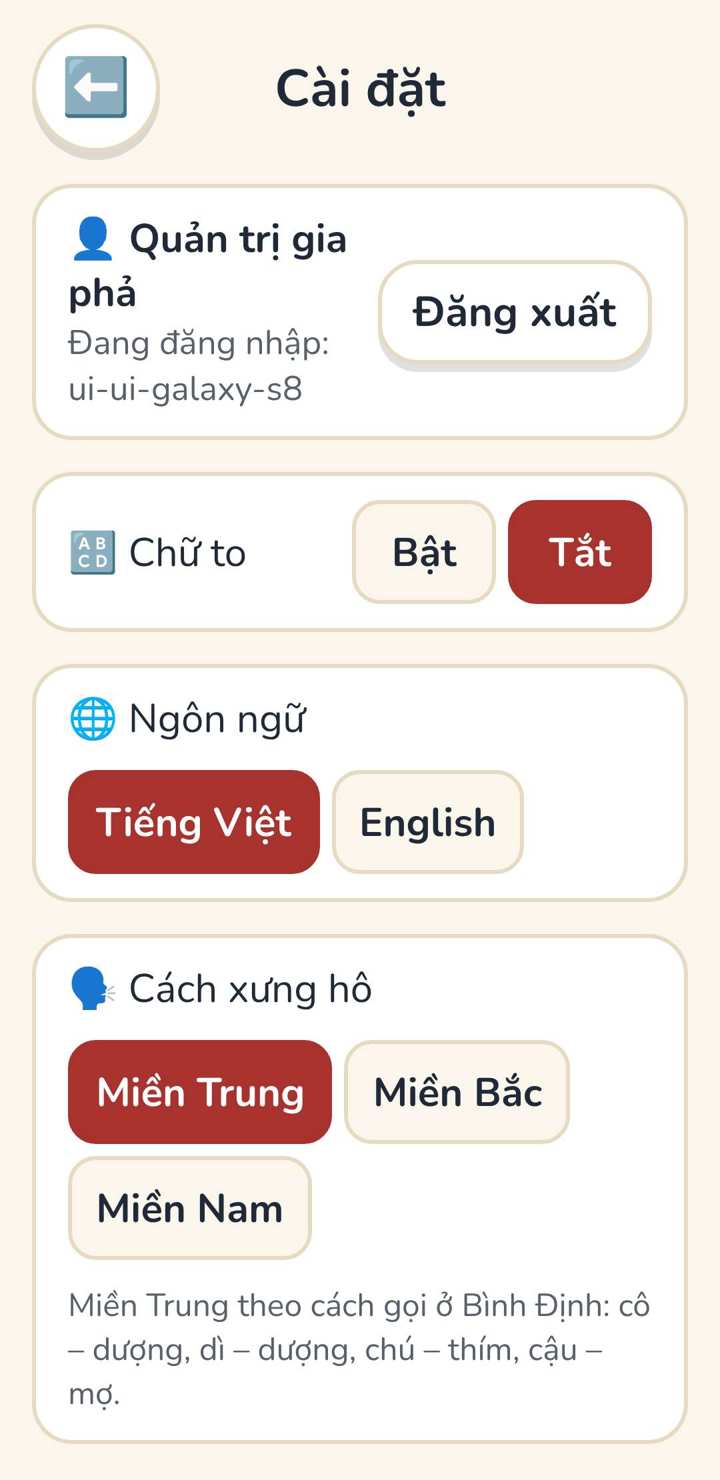 Cài đặt
Quản trị gia
phả
Đang đăng nhập:
ui-ui-galaxy-s8
Đăng xuất
Chữ to
Bật
Tắt
Ngôn ngữ
Tiếng Việt
English
Cách xưng hô
Miền Trung
Miền Bắc
Miền Nam
Miền Trung theo cách gọi ở Bình Định: cô
– dượng, dì – dượng, chú – thím, cậu –
mợ.